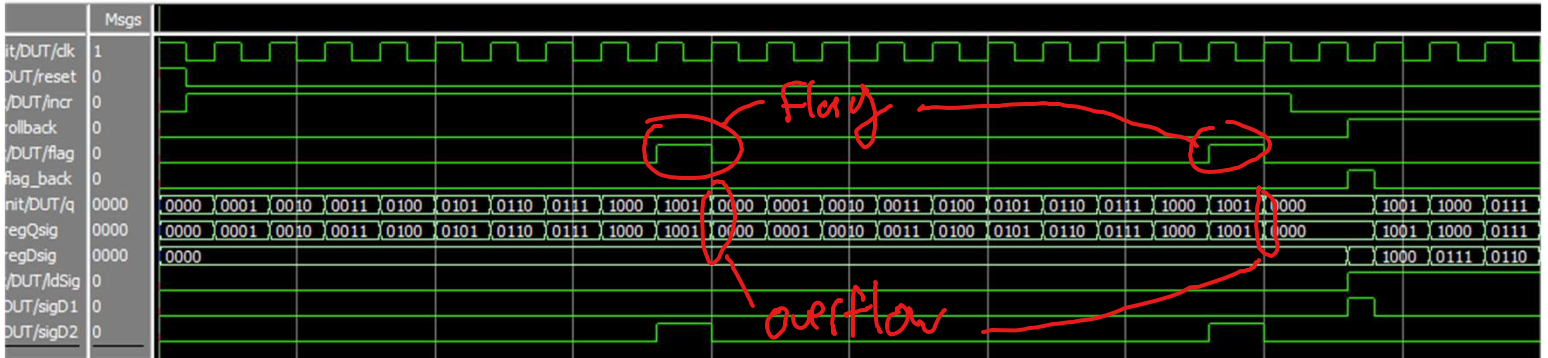 Msgs
it/DUT/clk 1
DUT/reset 0
/DUT/incr 0
flag
rollback 0
/DUT/flag 0
flag_back 0
nit/DUT/q 0000 0000 0001 0010 0011 0100 0101 0110 0111 1000 1001 0000 0001 0010 0011 0100 0101 0110 0111 1000 1001 0000 1001 1000 0111
regQsig 0000 0000 0001 0010 0011 0100 0101 0110 0111 1000 1001 0000 0001 0010 0011 0100 0101 0110 0111 1000 1001 0000 1001 1000 0111
regDsig 0000 0000 1000 0111 0110
/DUT/ldSig 0
DUT/sigD1 0
overflow
DUT/sigD2 0